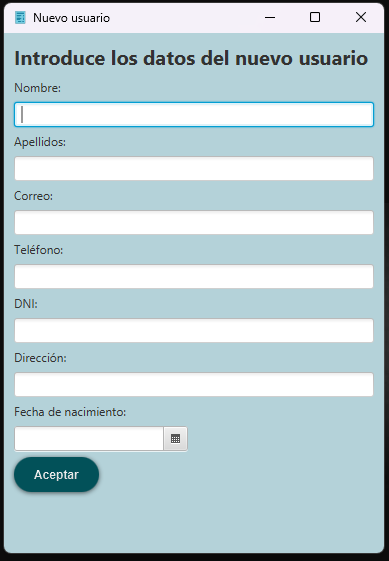 Nuevo usuario
Introduce los datos del nuevo usuario
Nombre:
Apellidos:
Correo:
Teléfono:
DNI:
Dirección:
Fecha de nacimiento:
Aceptar